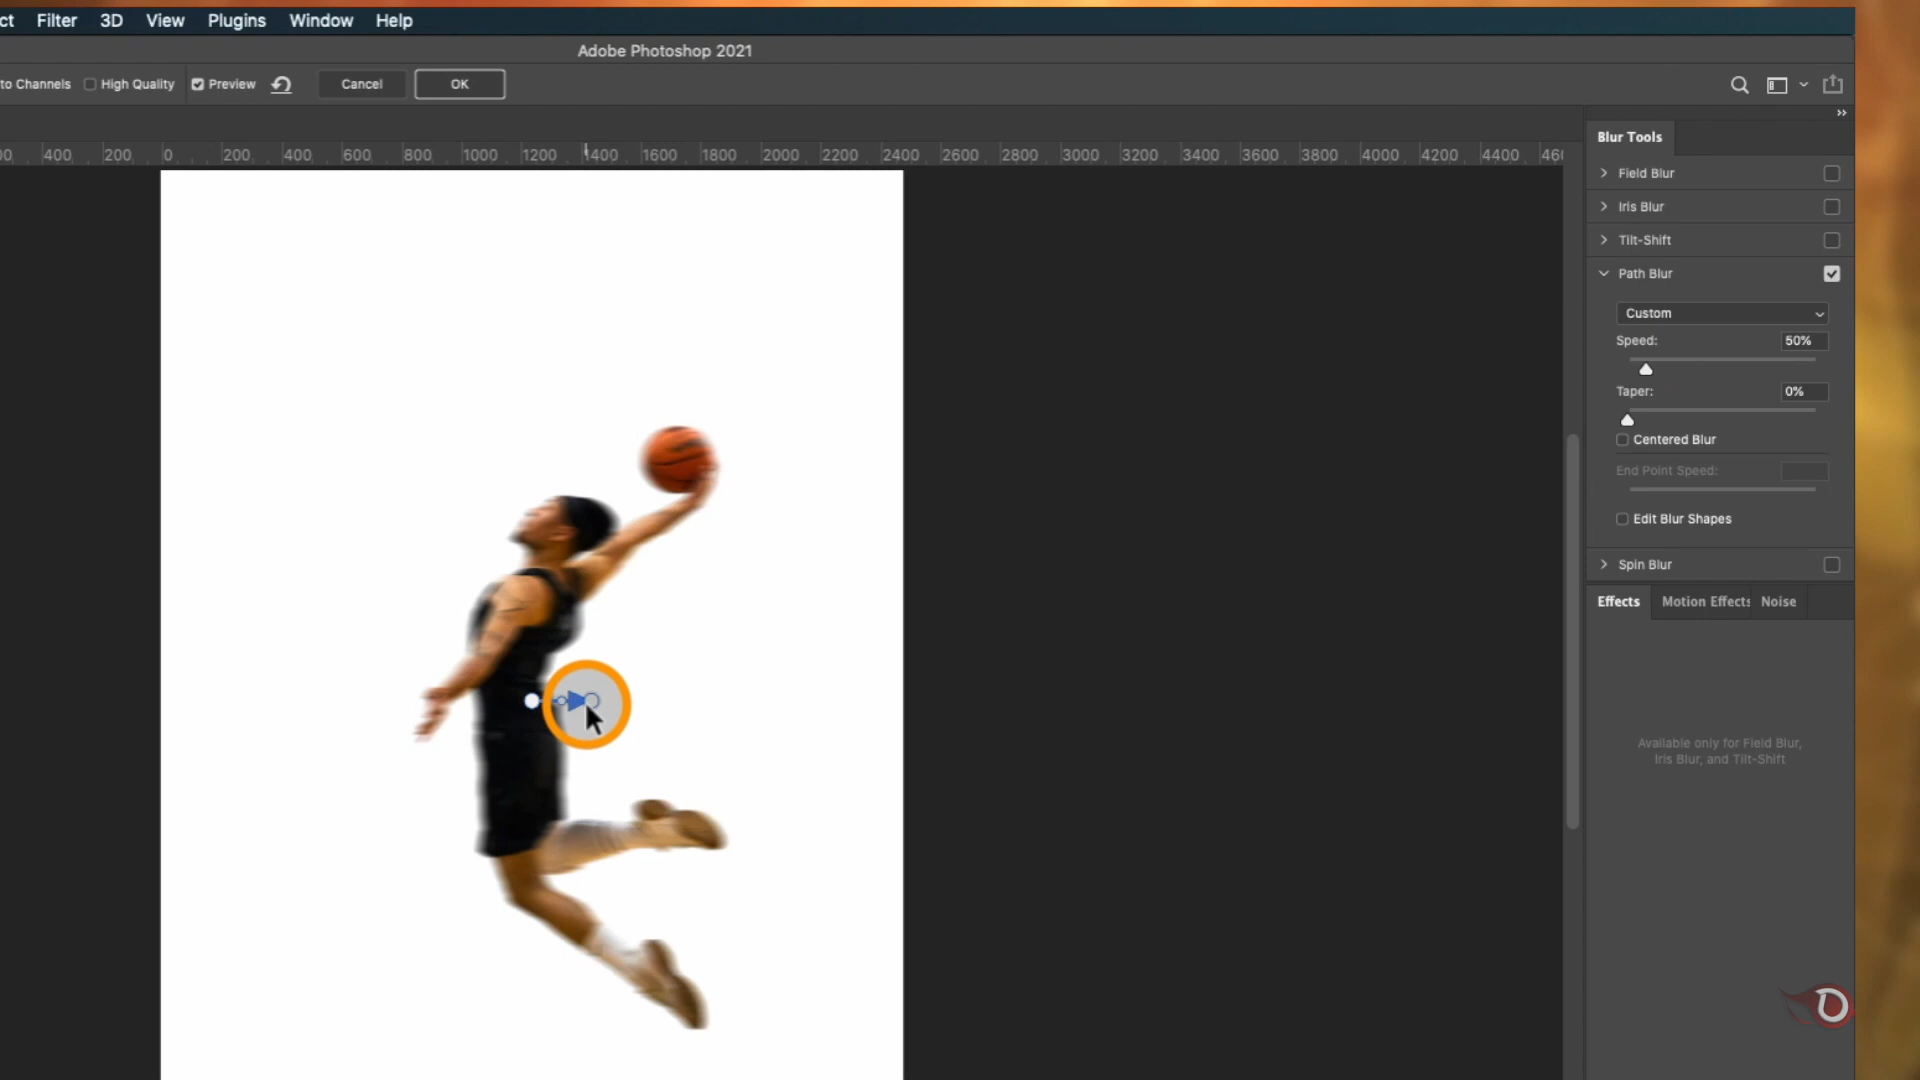 ct Filter 3D View Plugins Window Help
Adobe Photoshop 2021
to Channels High Quality Preview Cancel OK
00 400 200 0 200 400 600 800 1000 1200 1400 1600 1800 2000 2200 2400 2600 2800 3000 3200 3400 3600 3800 4000 4200 4400 460
Blur Tools
Field Blur
Iris Blur
Tilt-Shift
Path Blur
Custom
Speed: 50%
Taper: 0%
Centered Blur
End Point Speed:
Edit Blur Shapes
Spin Blur
Effects Motion Effects Noise
Available only for Field Blur,
Iris Blur, and Tilt-Shift
D